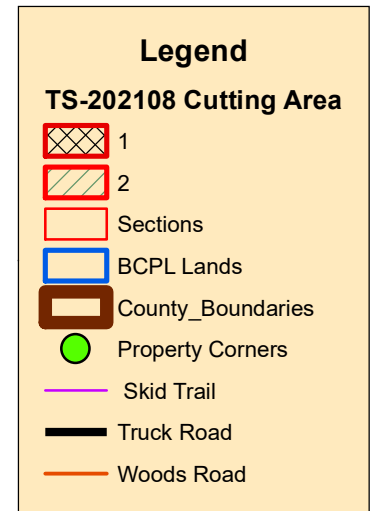 Legend
TS-202108 Cutting Area
1
2
Sections
BCPL Lands
County_Boundaries
Property Corners
Skid Trail
Truck Road
Woods Road